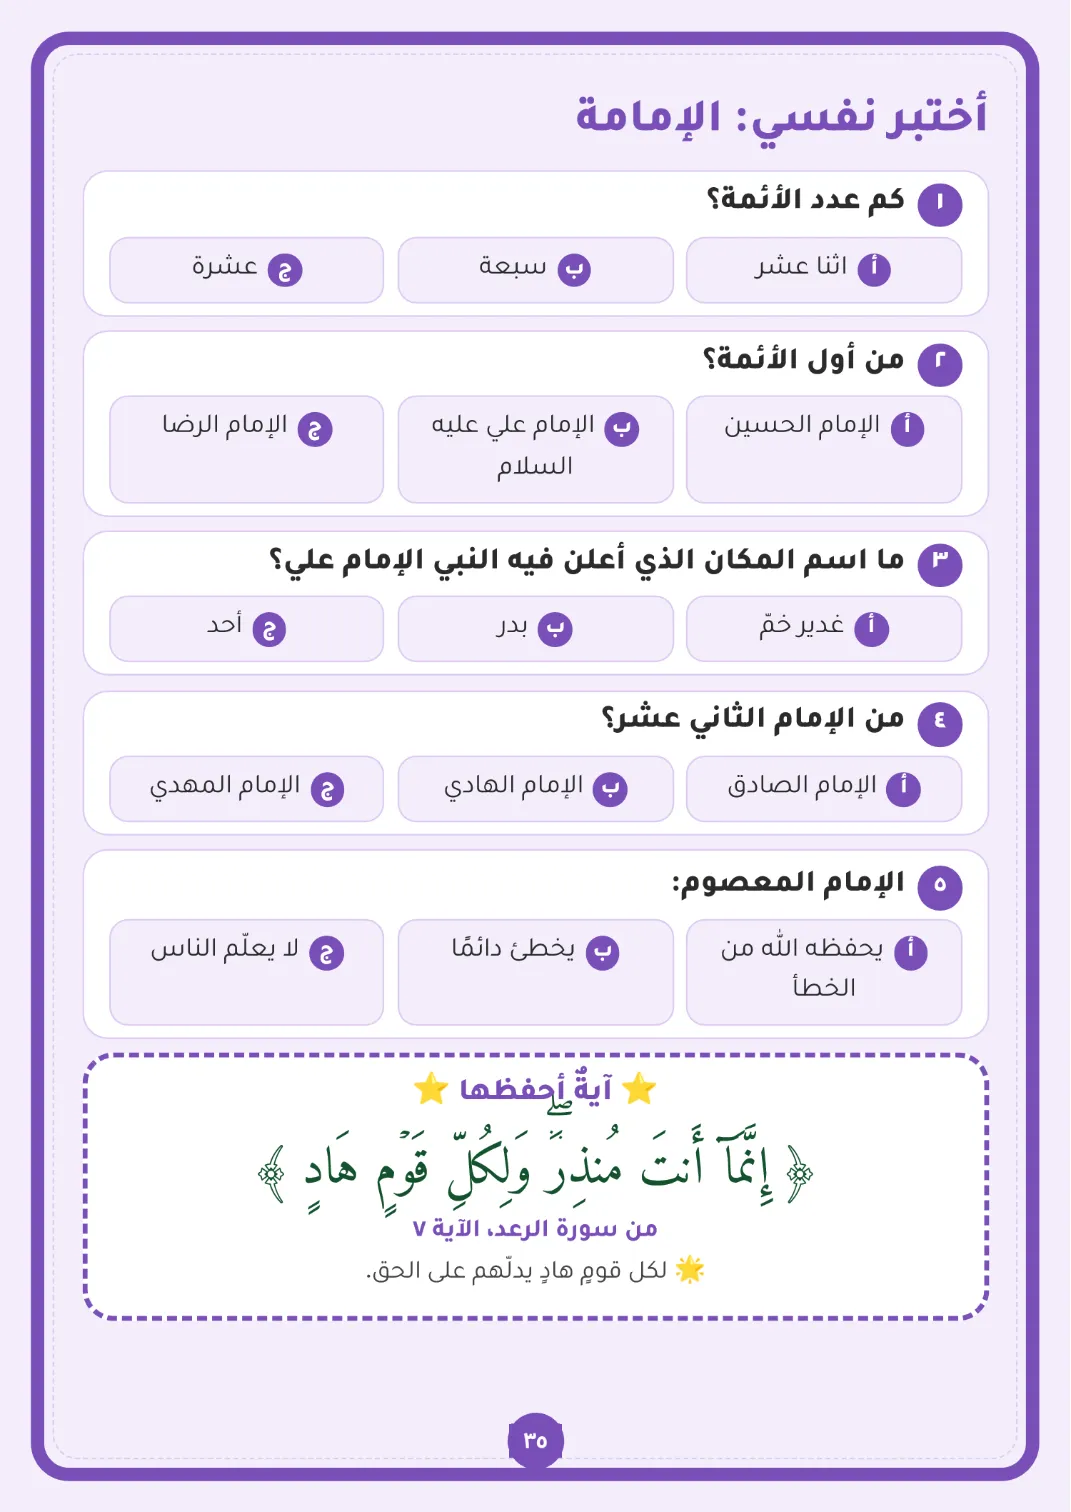 أختبر نفسي: الإمامة
١ كم عدد الأئمة؟
أ اثنا عشر
ب سبعة
ج عشرة
٢ من أول الأئمة؟
أ الإمام الحسين
ب الإمام علي عليه
السلام
ج الإمام الرضا
٣ ما اسم المكان الذي أعلن فيه النبي الإمام علي؟
أ غدير خمّ
ب بدر
ج أحد
٤ من الإمام الثاني عشر؟
أ الإمام الصادق
ب الإمام الهادي
ج الإمام المهدي
٥ الإمام المعصوم:
أ يحفظه الله من
الخطأ
ب يخطئ دائمًا
ج لا يعلّم الناس
⭐ آيةٌ أحفظها ⭐
﴿ إِنَّمَآ أَنتَ مُنذِرٞۖ وَلِكُلِّ قَوۡمٍ هَادٍ ﴾
من سورة الرعد، الآية ٧
🌟 لكل قومٍ هادٍ يدلّهم على الحق.
٣٥